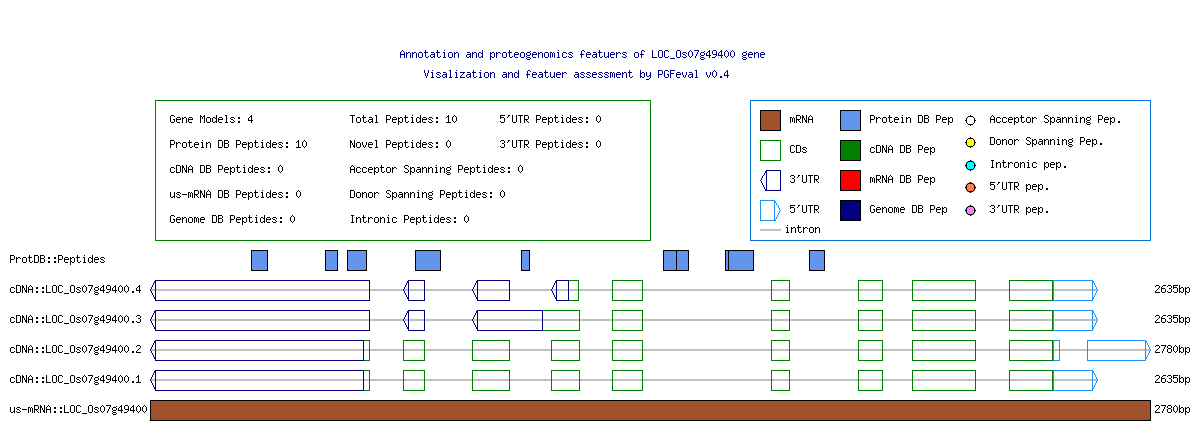 Annotation and proteogenomics featuers of LOC_Os07g49400 gene
Visalization and featuer assessment by PGFeval v0.4
Gene Models: 4 Total Peptides: 10 5'UTR Peptides: 0
Protein DB Peptides: 10 Novel Peptides: 0 3'UTR Peptides: 0
cDNA DB Peptides: 0 Acceptor Spanning Peptides: 0
us-mRNA DB Peptides: 0 Donor Spanning Peptides: 0
Genome DB Peptides: 0 Intronic Peptides: 0
mRNA Protein DB Pep Acceptor Spanning Pep.
CDs cDNA DB Pep Donor Spanning Pep.
3'UTR mRNA DB Pep Intronic pep.
5'UTR Genome DB Pep 5'UTR pep.
intron 3'UTR pep.
ProtDB::Peptides
cDNA::LOC_Os07g49400.4 2635bp
cDNA::LOC_Os07g49400.3 2635bp
cDNA::LOC_Os07g49400.2 2780bp
cDNA::LOC_Os07g49400.1 2635bp
us-mRNA::LOC_Os07g49400 2780bp